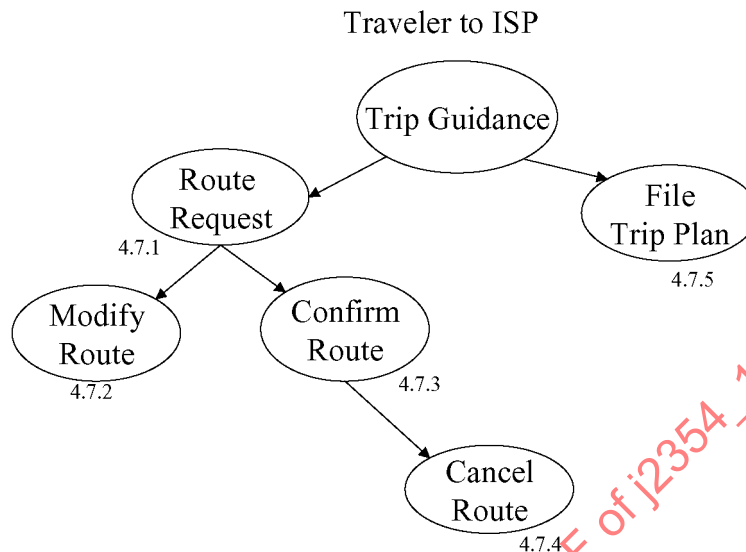 Traveler to ISP
Trip Guidance
Route
Request
4.7.1
File
Trip Plan
4.7.5
Modify
Route
4.7.2
Confirm
Route
4.7.3
Cancel
Route
4.7.4
of j2354_1